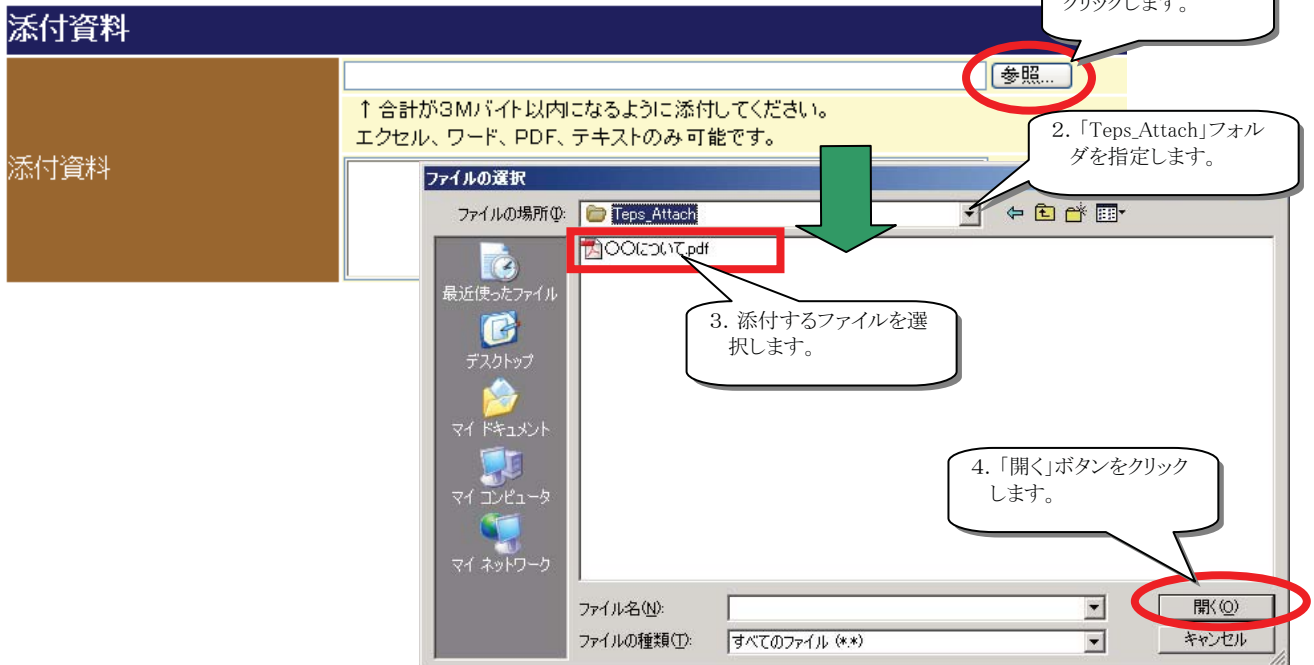 クリックします。
添付資料
参照...
↑合計が3Mバイト以内になるように添付してください。
エクセル、ワード、PDF、テキストのみ可能です。
添付資料
2.「Teps_Attach」フォル
ダを指定します。
ファイルの選択
ファイルの場所(I):
Teps_Attach
〇〇について.pdf
最近使ったファイル
デスクトップ
マイ ドキュメント
マイ コンピュータ
マイ ネットワーク
3. 添付するファイルを選
択します。
4.「開く」ボタンをクリック
します。
ファイル名(N):
開く(O)
ファイルの種類(T):
すべてのファイル (*.*)
キャンセル